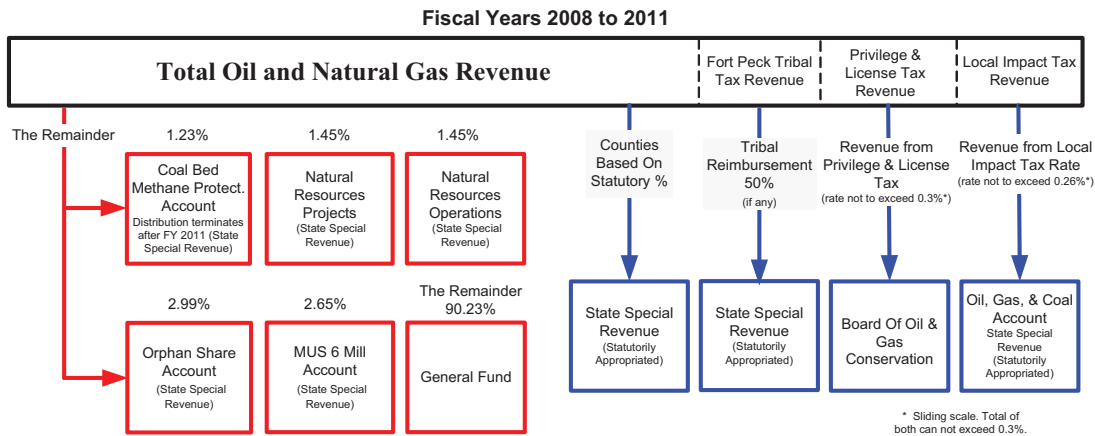 Fiscal Years 2008 to 2011
Total Oil and Natural Gas Revenue
Fort Peck Tribal
Tax Revenue
Privilege &
License Tax
Revenue
Local Impact Tax
Revenue
The Remainder
1.23%
1.45%
1.45%
Coal Bed
Methane Protect.
Account
Distribution terminates
after FY 2011 (State
Special Revenue)
Natural
Resources
Projects
(State Special
Revenue)
Natural
Resources
Operations
(State Special
Revenue)
Counties
Based On
Statutory %
Tribal
Reimbursement
50%
(if any)
Revenue from
Privilege & License
Tax
(rate not to exceed 0.3%*)
Revenue from Local
Impact Tax Rate
(rate not to exceed 0.26%*)
2.99%
2.65%
The Remainder
90.23%
Orphan Share
Account
(State Special
Revenue)
MUS 6 Mill
Account
(State Special
Revenue)
General Fund
State Special
Revenue
(Statutorily
Appropriated)
State Special
Revenue
(Statutorily
Appropriated)
Board Of Oil &
Gas
Conservation
Oil, Gas, & Coal
Account
State Special
Revenue
(Statutorily
Appropriated)
* Sliding scale. Total of
both can not exceed 0.3%.